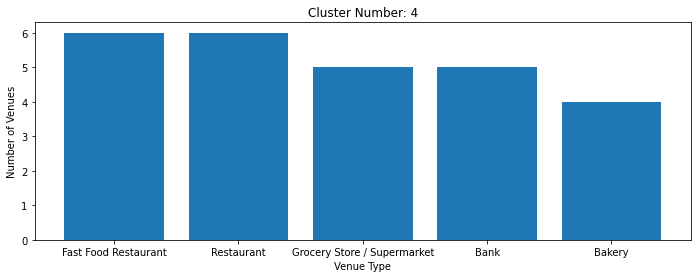 Cluster Number: 4
Number of Venues
6
5
4
3
2
1
0
Fast Food Restaurant Restaurant Grocery Store / Supermarket Bank Bakery
Venue Type